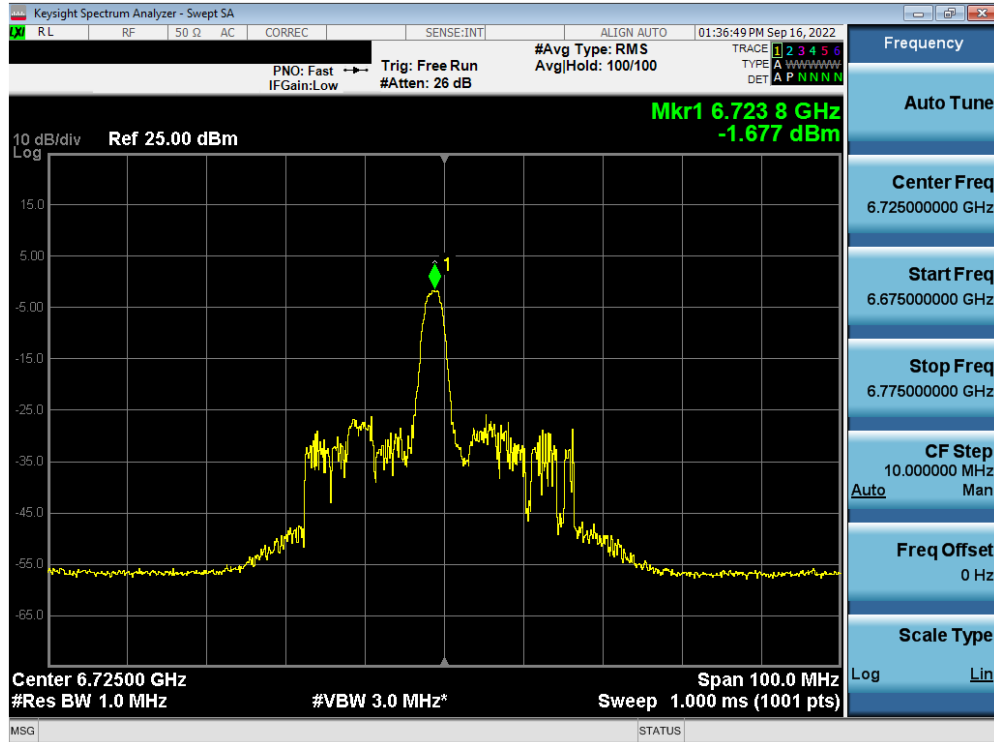 Keysight Spectrum Analyzer - Swept SA
LXI RL RF 50 Ω AC CORREC SENSE:INT ALIGN AUTO 01:36:49 PM Sep 16, 2022
PNO: Fast
IFGain:Low
Trig: Free Run
#Atten: 26 dB
#Avg Type: RMS
Avg|Hold: 100/100
TRACE 1 2 3 4 5 6
TYPE A WWWWW
DET A P N N N N
Mkr1 6.723 8 GHz
-1.677 dBm
10 dB/div Ref 25.00 dBm
Log
15.0
5.00
-5.00
-15.0
-25.0
-35.0
-45.0
-55.0
-65.0
1
Center 6.72500 GHz Span 100.0 MHz
#Res BW 1.0 MHz #VBW 3.0 MHz* Sweep 1.000 ms (1001 pts)
MSG STATUS
Frequency
Auto Tune
Center Freq
6.725000000 GHz
Start Freq
6.675000000 GHz
Stop Freq
6.775000000 GHz
CF Step
10.000000 MHz
Auto Man
Freq Offset
0 Hz
Scale Type
Log Lin